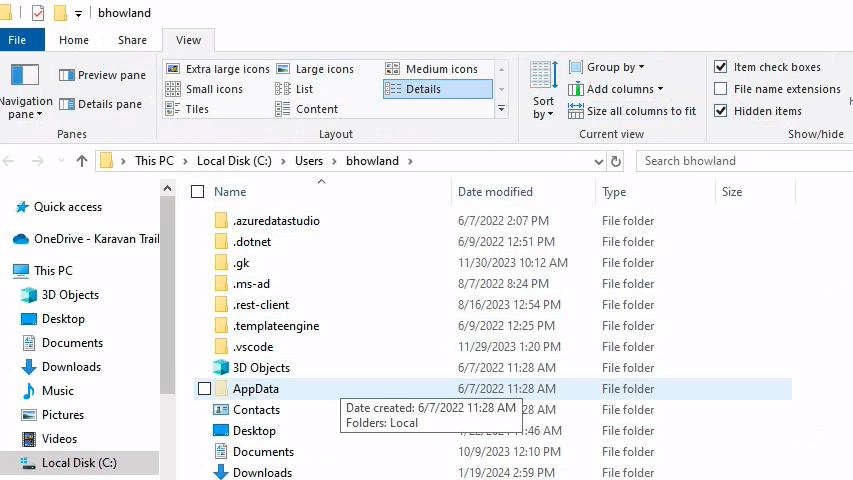 bhowland
File Home Share View
Navigation pane
Preview pane
Details pane
Panes
Extra large icons Large icons Medium icons
Small icons List Details
Tiles Content
Layout
Sort by
Group by
Add columns
Size all columns to fit
Current view
Item check boxes
File name extensions
Hidden items
Show/hide
This PC > Local Disk (C:) > Users > bhowland >
Search bhowland
Quick access
OneDrive - Karavan Trail
This PC
3D Objects
Desktop
Documents
Downloads
Music
Pictures
Videos
Local Disk (C:)
Name Date modified Type Size
.azuredatastudio 6/7/2022 2:07 PM File folder
.dotnet 6/9/2022 12:51 PM File folder
.gk 11/30/2023 10:12 AM File folder
.ms-ad 8/7/2022 8:24 PM File folder
.rest-client 8/16/2023 12:54 PM File folder
.templateengine 6/9/2022 12:25 PM File folder
.vscode 11/29/2023 1:20 PM File folder
3D Objects 6/7/2022 11:28 AM File folder
AppData 6/7/2022 11:28 AM File folder
Contacts :28 AM File folder
Desktop :46 AM File folder
Documents 10/9/2023 12:10 PM File folder
Downloads 1/19/2024 2:59 PM File folder
Date created: 6/7/2022 11:28 AM
Folders: Local